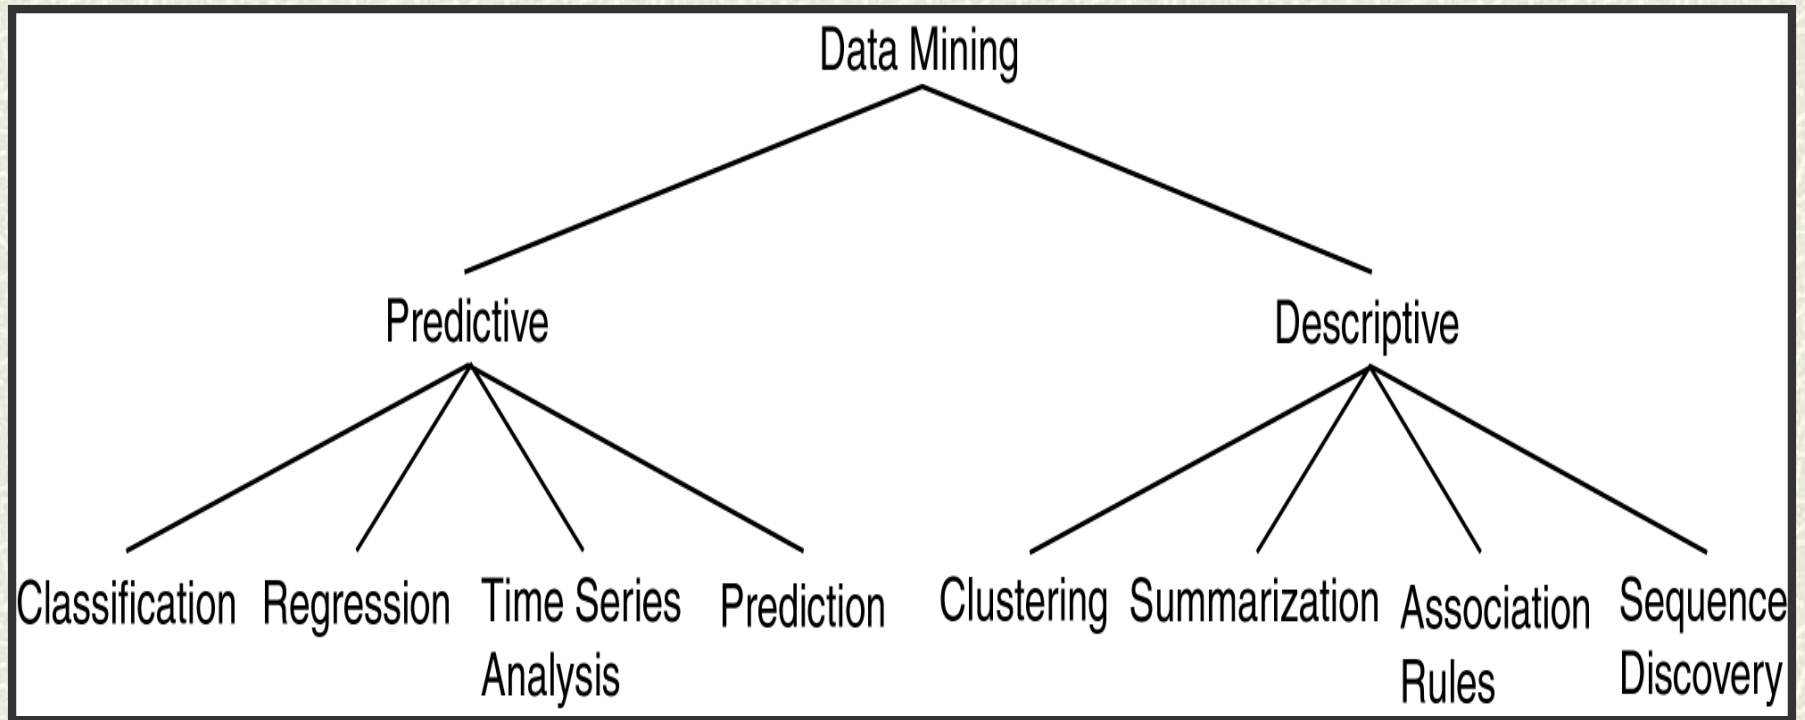 Data Mining
Predictive
Descriptive
Classification
Regression
Time Series
Analysis
Prediction
Clustering
Summarization
Association
Rules
Sequence
Discovery